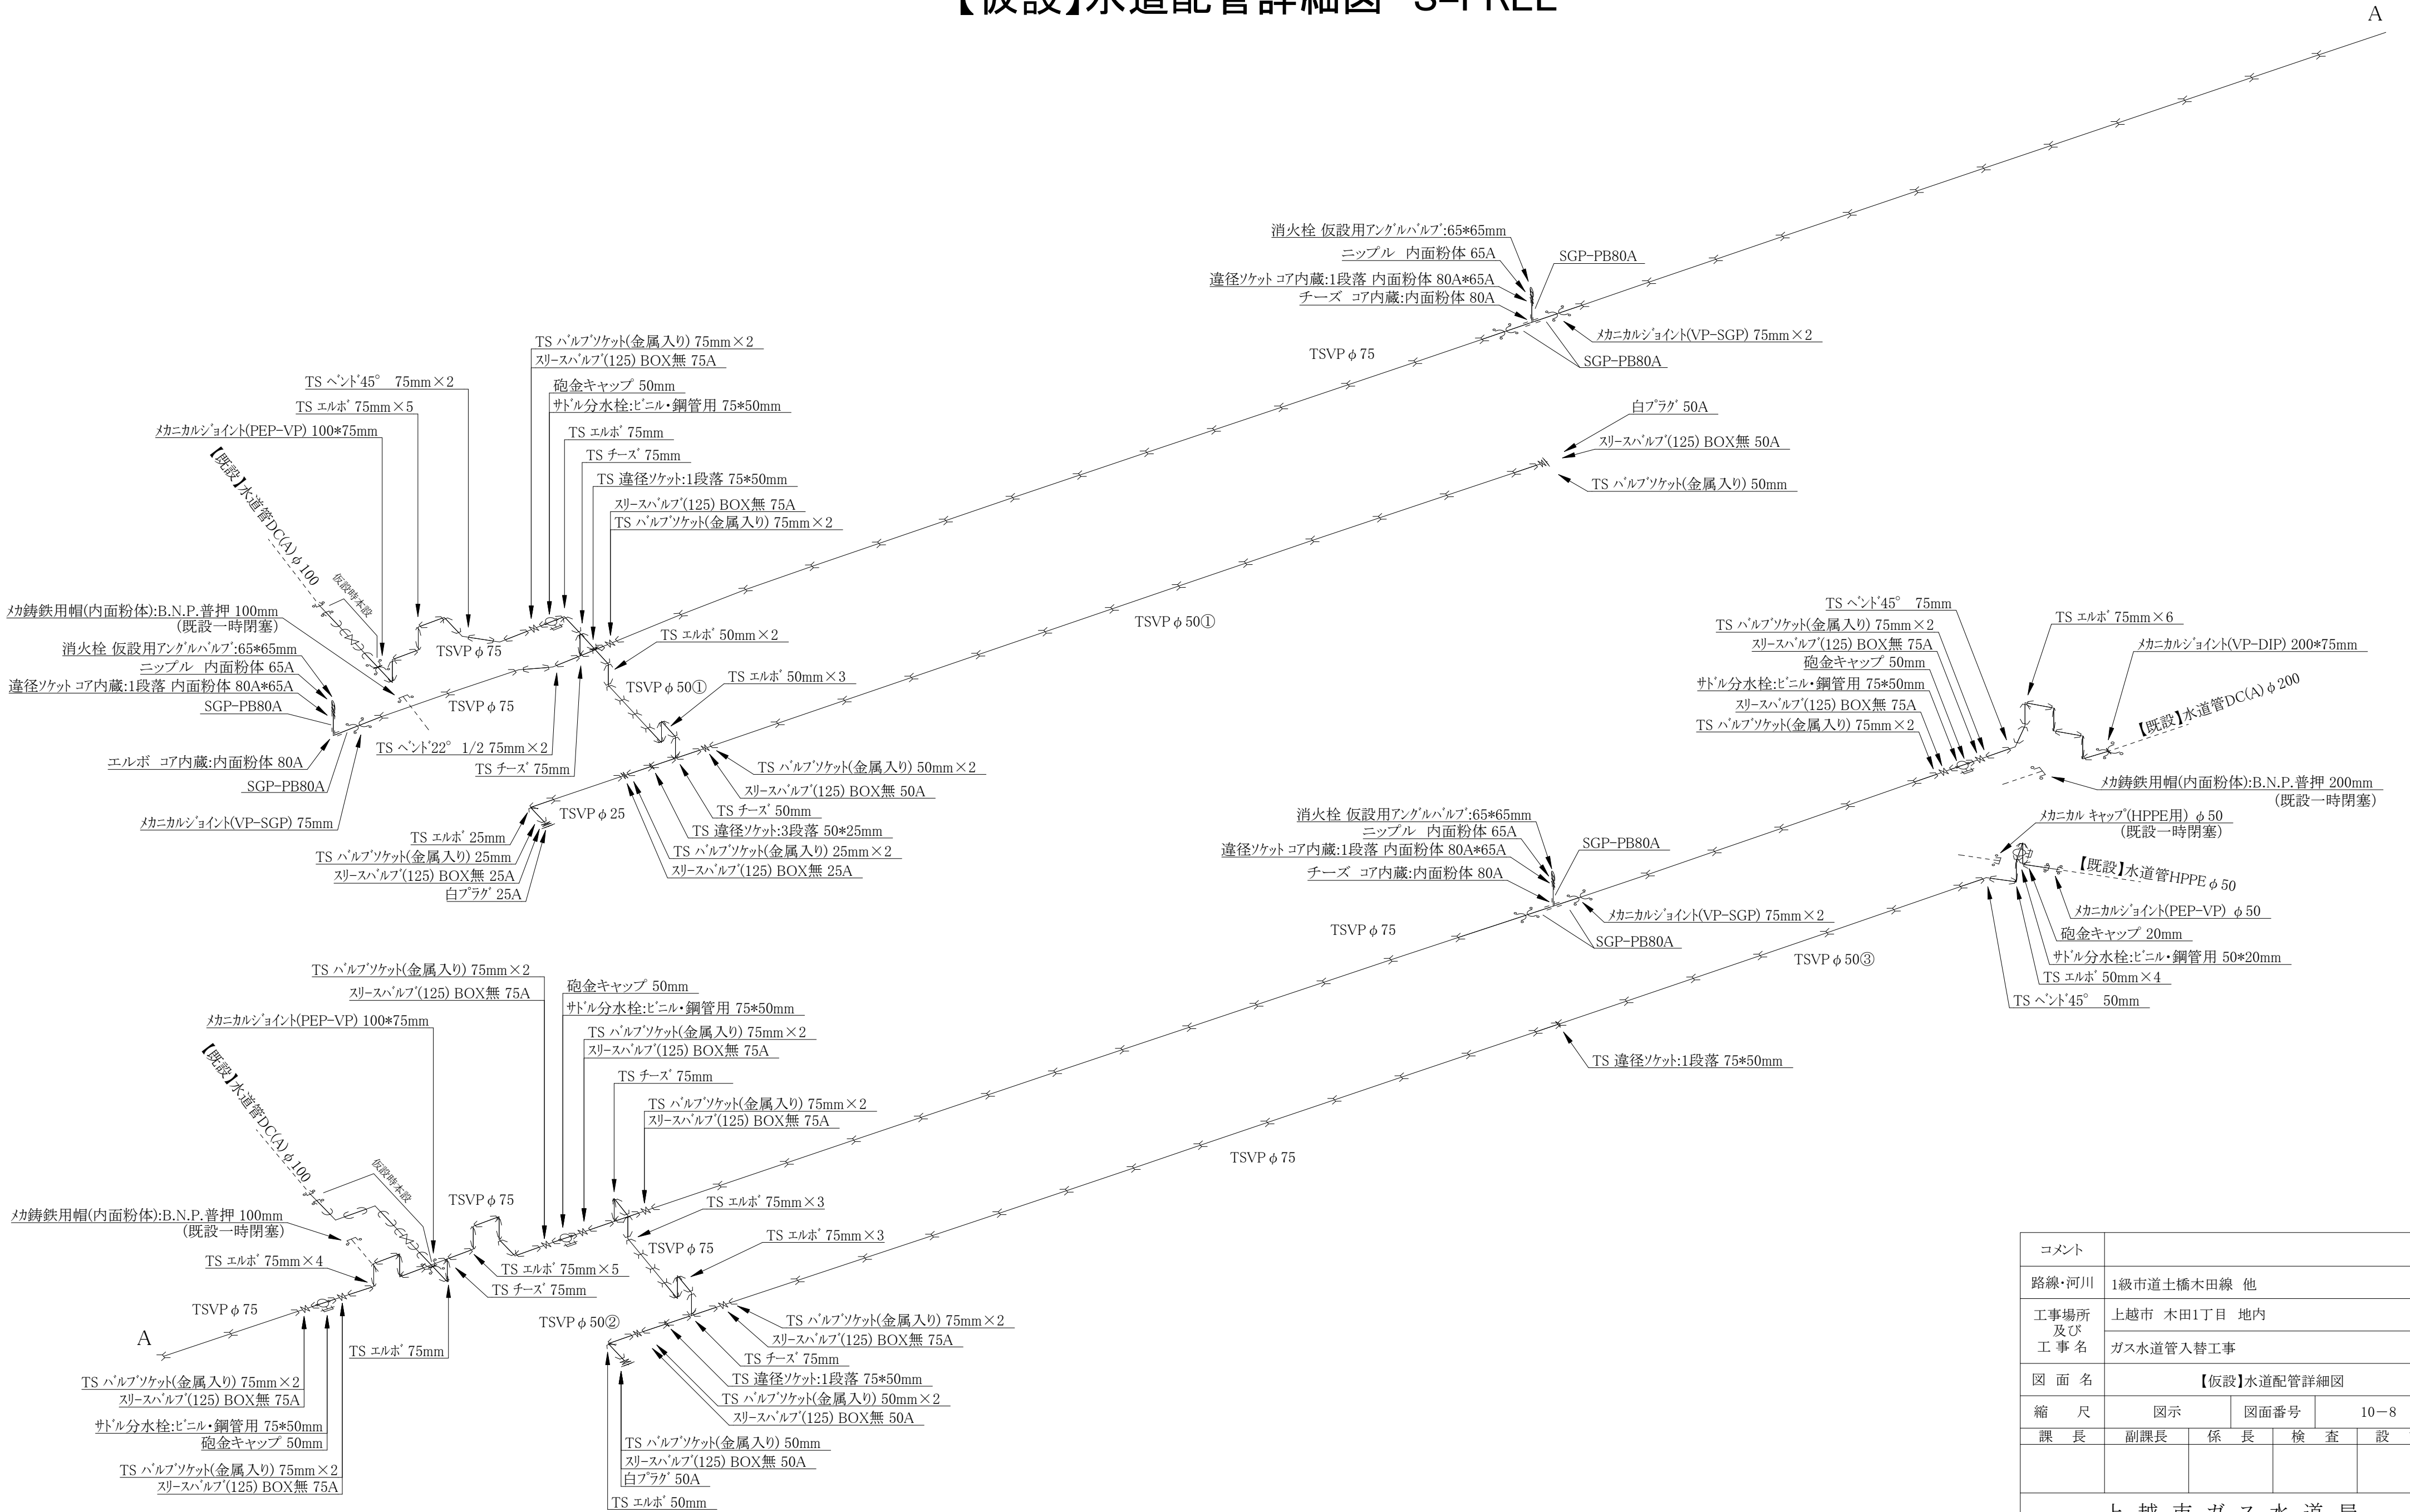 【仮設】水道配管詳細図 S=FREE
A
消火栓 仮設用アングルバルブ:65*65mm
ニップル 内面粉体 65A
違径ソケット コア内蔵:1段落 内面粉体 80A*65A
チーズ コア内蔵:内面粉体 80A
SGP-PB80A
メカニカルジョイント(VP-SGP) 75mm×2
SGP-PB80A
TSVPφ75
TS バルブソケット(金属入り) 75mm×2
スリースバルブ(125) BOX無 75A
TS ベンド45° 75mm×2
砲金キャップ 50mm
サドル分水栓:ビニル・鋼管用 75*50mm
TS エルボ 75mm×5
TS エルボ 75mm
メカニカルジョイント(PEP-VP) 100*75mm
TS チーズ 75mm
TS 違径ソケット:1段落 75*50mm
スリースバルブ(125) BOX無 75A
TS バルブソケット(金属入り) 75mm×2
白プラグ 50A
スリースバルブ(125) BOX無 50A
TS バルブソケット(金属入り) 50mm
【既設】水道管DC(A)φ100
仮設時本設
メカ鋳鉄用帽(内面粉体):B.N.P.普押 100mm
(既設一時閉塞)
消火栓 仮設用アングルバルブ:65*65mm
ニップル 内面粉体 65A
違径ソケット コア内蔵:1段落 内面粉体 80A*65A
SGP-PB80A
エルボ コア内蔵:内面粉体 80A
SGP-PB80A
メカニカルジョイント(VP-SGP) 75mm
TSVPφ75
TSVPφ75
TS エルボ 50mm×2
TSVPφ50①
TS エルボ 50mm×3
TSVPφ50①
TS ベンド22° 1/2 75mm×2
TS チーズ 75mm
TS バルブソケット(金属入り) 50mm×2
スリースバルブ(125) BOX無 50A
TS チーズ 50mm
TS 違径ソケット:3段落 50*25mm
TS バルブソケット(金属入り) 25mm×2
スリースバルブ(125) BOX無 25A
TSVPφ25
TS エルボ 25mm
TS バルブソケット(金属入り) 25mm
スリースバルブ(125) BOX無 25A
白プラグ 25A
TS ベンド45° 75mm
TS バルブソケット(金属入り) 75mm×2
スリースバルブ(125) BOX無 75A
砲金キャップ 50mm
サドル分水栓:ビニル・鋼管用 75*50mm
スリースバルブ(125) BOX無 75A
TS バルブソケット(金属入り) 75mm×2
TS エルボ 75mm×6
メカニカルジョイント(VP-DIP) 200*75mm
【既設】水道管DC(A)φ200
メカ鋳鉄用帽(内面粉体):B.N.P.普押 200mm
(既設一時閉塞)
メカニカル キャップ(HPPE用) φ50
(既設一時閉塞)
【既設】水道管HPPEφ50
メカニカルジョイント(PEP-VP) φ50
砲金キャップ 20mm
サドル分水栓:ビニル・鋼管用 50*20mm
TS エルボ 50mm×4
TS ベンド45° 50mm
消火栓 仮設用アングルバルブ:65*65mm
ニップル 内面粉体 65A
違径ソケット コア内蔵:1段落 内面粉体 80A*65A
チーズ コア内蔵:内面粉体 80A
SGP-PB80A
メカニカルジョイント(VP-SGP) 75mm×2
SGP-PB80A
TSVPφ75
TSVPφ50③
TS 違径ソケット:1段落 75*50mm
TSVPφ75
TS バルブソケット(金属入り) 75mm×2
スリースバルブ(125) BOX無 75A
メカニカルジョイント(PEP-VP) 100*75mm
砲金キャップ 50mm
サドル分水栓:ビニル・鋼管用 75*50mm
TS バルブソケット(金属入り) 75mm×2
スリースバルブ(125) BOX無 75A
TS チーズ 75mm
TS バルブソケット(金属入り) 75mm×2
スリースバルブ(125) BOX無 75A
【既設】水道管DC(A)φ100
仮設時本設
メカ鋳鉄用帽(内面粉体):B.N.P.普押 100mm
(既設一時閉塞)
TSVPφ75
TS エルボ 75mm×4
TS エルボ 75mm×5
TS チーズ 75mm
TS エルボ 75mm×3
TSVPφ75
TS エルボ 75mm×3
TSVPφ75
A
TS エルボ 75mm
TSVPφ50②
TS バルブソケット(金属入り) 75mm×2
スリースバルブ(125) BOX無 75A
TS チーズ 75mm
TS 違径ソケット:1段落 75*50mm
TS バルブソケット(金属入り) 50mm×2
スリースバルブ(125) BOX無 50A
TS バルブソケット(金属入り) 50mm
スリースバルブ(125) BOX無 50A
白プラグ 50A
TS エルボ 50mm
TS バルブソケット(金属入り) 75mm×2
スリースバルブ(125) BOX無 75A
サドル分水栓:ビニル・鋼管用 75*50mm
砲金キャップ 50mm
TS バルブソケット(金属入り) 75mm×2
スリースバルブ(125) BOX無 75A
コメント
路線・河川 1級市道土橋木田線 他
工事場所 及び 工事名
上越市 木田1丁目 地内
ガス水道管入替工事
図面名 【仮設】水道配管詳細図
縮尺 図示 図面番号 10-8
課長 副課長 係長 検査 設
上越市ガス水道局